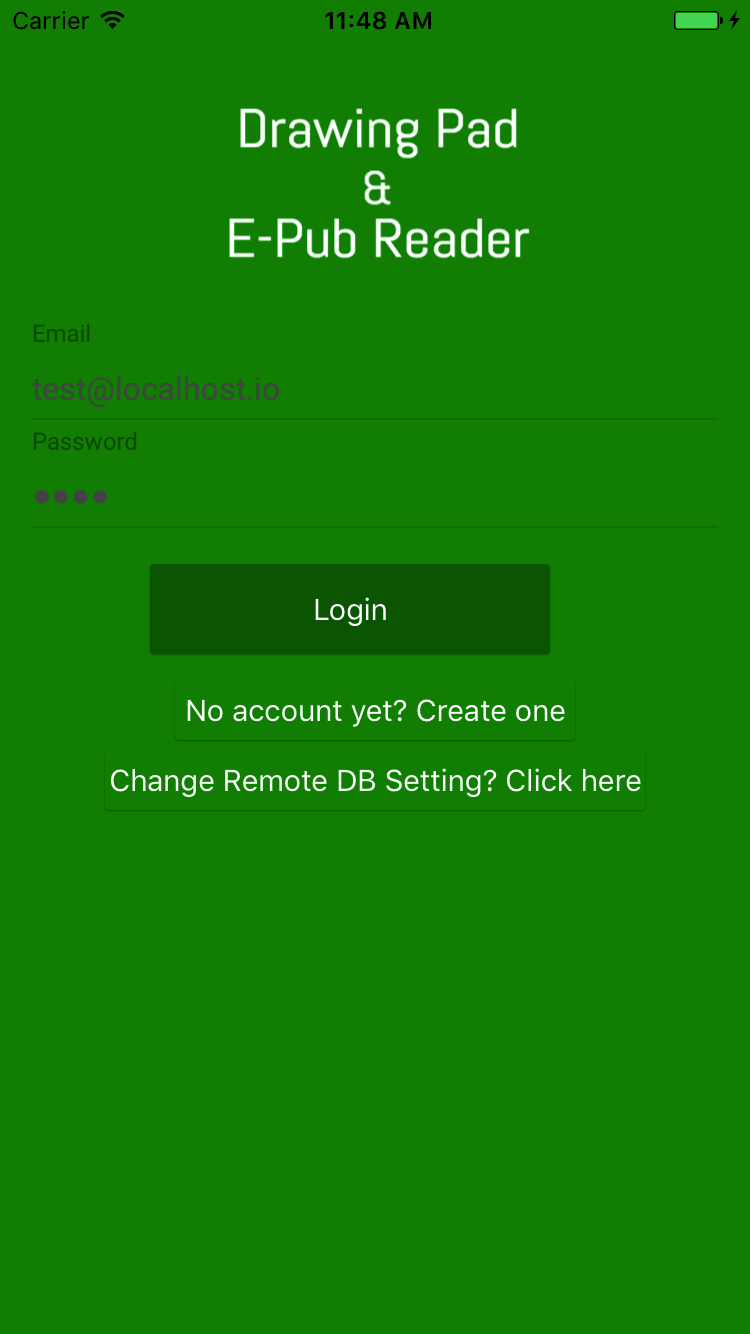 Carrier 11:48 AM
Drawing Pad
&
E-Pub Reader
Email
test@localhost.io
Password
••••
Login
No account yet? Create one
Change Remote DB Setting? Click here